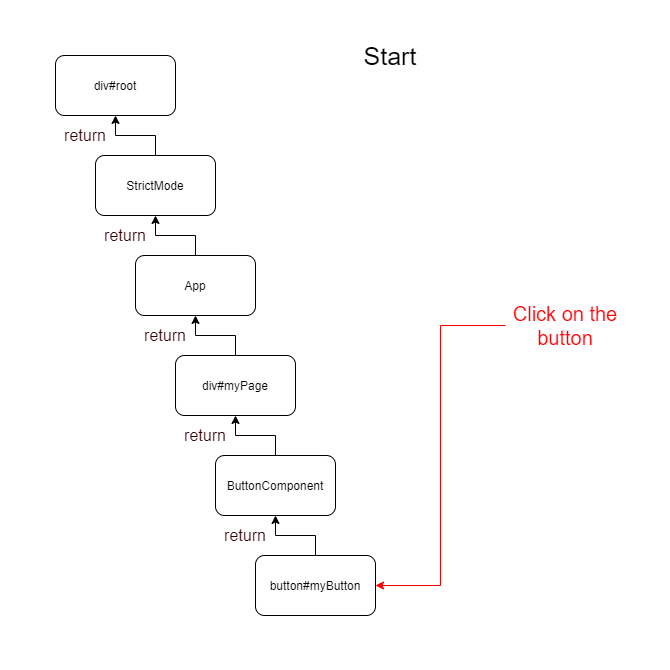 Start
div#root
return
StrictMode
return
App
return
Click on the
button
div#myPage
return
ButtonComponent
return
button#myButton